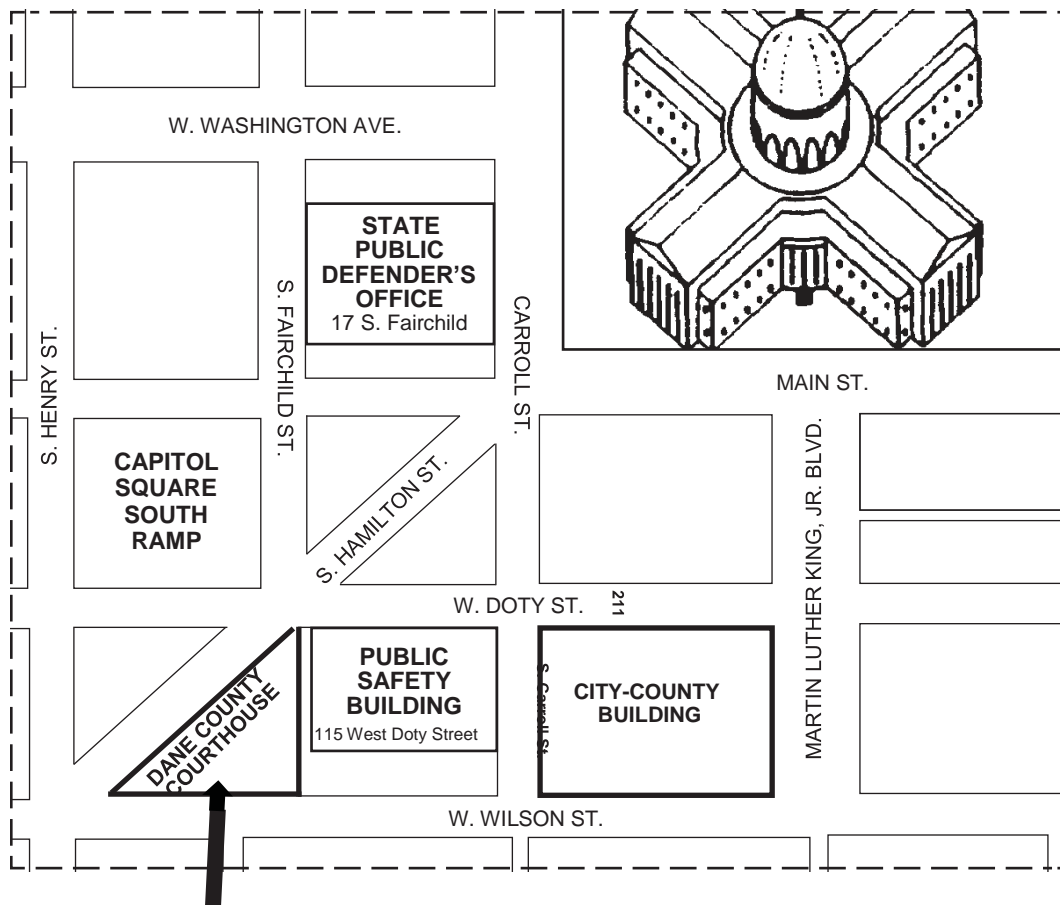 W. WASHINGTON AVE.
STATE
PUBLIC
DEFENDER'S
OFFICE
17 S. Fairchild
S. HENRY ST.
S. FAIRCHILD ST.
CARROLL ST.
MAIN ST.
CAPITOL
SQUARE
SOUTH
RAMP
S. HAMILTON ST.
MARTIN LUTHER KING, JR. BLVD.
W. DOTY ST.
211
DANE COUNTY
COURTHOUSE
PUBLIC
SAFETY
BUILDING
115 West Doty Street
S. Carroll St.
CITY-COUNTY
BUILDING
W. WILSON ST.